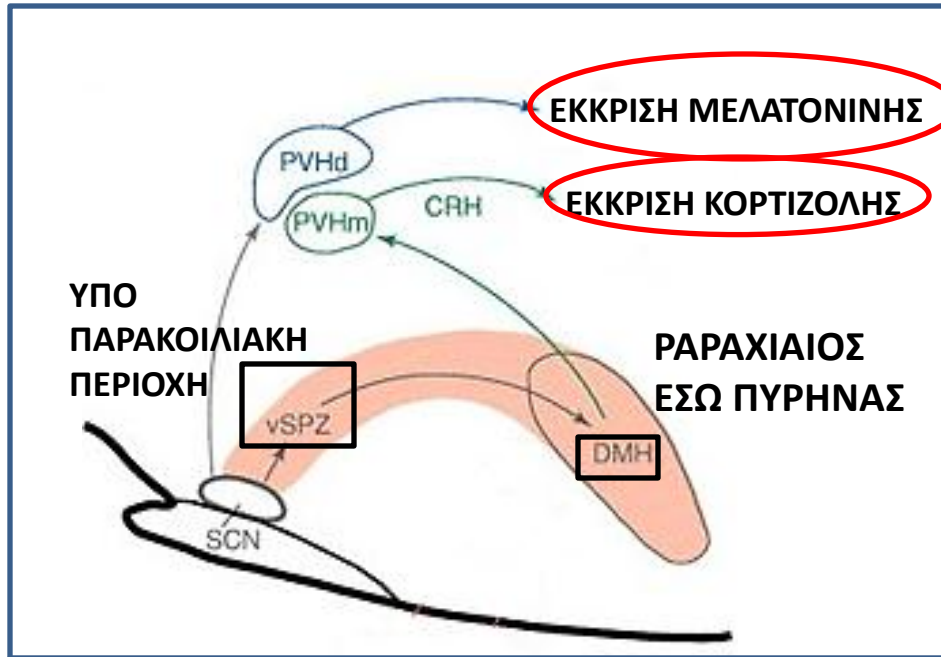 ΕΚΚΡΙΣΗ ΜΕΛΑΤΟΝΙΝΗΣ
PVHd
ΕΚΚΡΙΣΗ ΚΟΡΤΙΖΟΛΗΣ
CRH
PVHm
ΥΠΟ
ΠΑΡΑΚΟΙΛΙΑΚΗ
ΠΕΡΙΟΧΗ
ΡΑΡΑΧΙΑΙΟΣ
ΕΣΩ ΠΥΡΗΝΑΣ
vSPZ
DMH
SCN